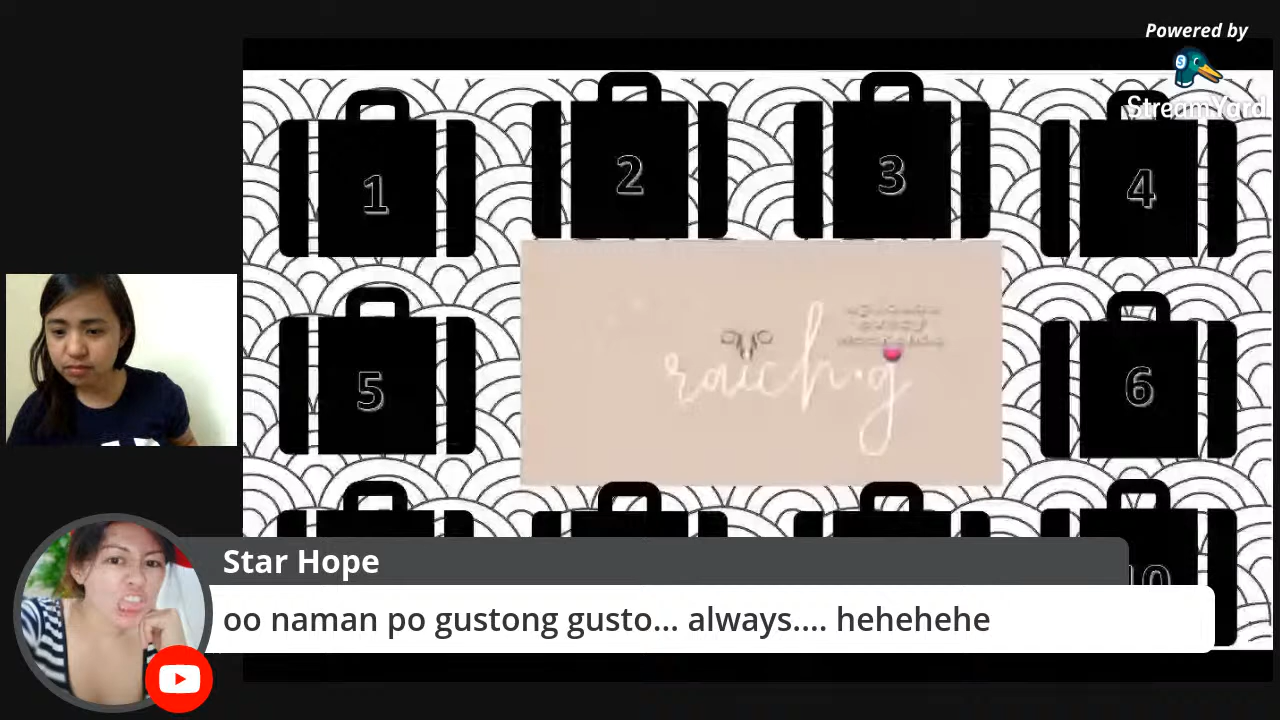 Powered by
StreamYard
1
2
3
4
raich.g
5
6
10
Star Hope
oo naman po gustong gusto... always.... hehehehe